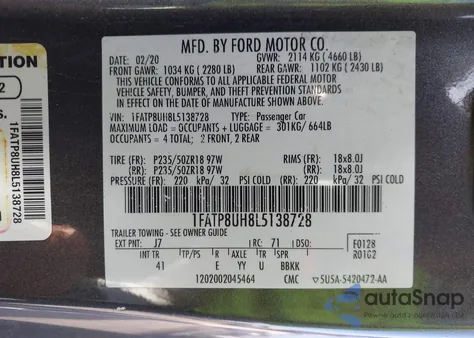 MFD. BY FORD MOTOR CO.
02/20 GVWR: 2114 KG ( 4660 LB)
FRONT GAWR: 1034 KG ( 2280 LB) REAR GAWR: 1102 KG ( 2430 LB)
THIS VEHICLE CONFORMS TO ALL APPLICABLE FEDERAL MOTOR
VEHICLE SAFETY, BUMPER, AND THEFT PREVENTION STANDARDS
IN EFFECT ON THE DATE OF MANUFACTURE SHOWN ABOVE.
VIN: 1FATP8UH8L5138728 TYPE: Passenger Car
MAXIMUM LOAD = OCCUPANTS + LUGGAGE = 301KG/ 664LB
OCCUPANTS = 4 TOTAL; 2 FRONT, 2 REAR
TIRE (FR): P235/50ZR18 97W RIMS (FR): 18x8.0J
(RR): P235/50ZR18 97W (RR): 18x8.0J
PRESSURE (FR): 220 kPa/ 32 PSI COLD (RR): 220 kPa/ 32 PSI COLD
1FATP8UH8L5138728
TRAILER TOWING - SEE OWNER GUIDE
EXT PNT: J7 RC: 71 DSO: F0128
INT TR TP/PS R AXLE TR SPR R01G2
41 E YY U BBKK
1202002045464 CMC 5U5A-5420472-AA
TION
2
s.
1FATP8UH8L5138728
autoSnap